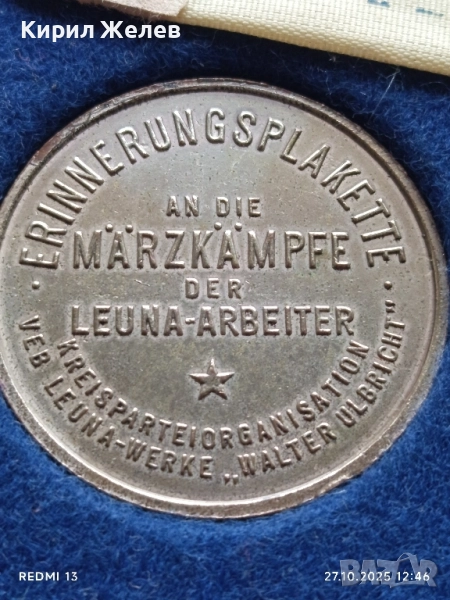 Кирил Желев
· ERINNERUNGSPLAKETTE ·
AN DIE
MÄRZKÄMPFE
DER
LEUNA-ARBEITER
KREISPARTEIORGANISATION
VEB LEUNA-WERKE „WALTER ULBRICHT“
REDMI 13
27.10.2025 12:46
BAZAR